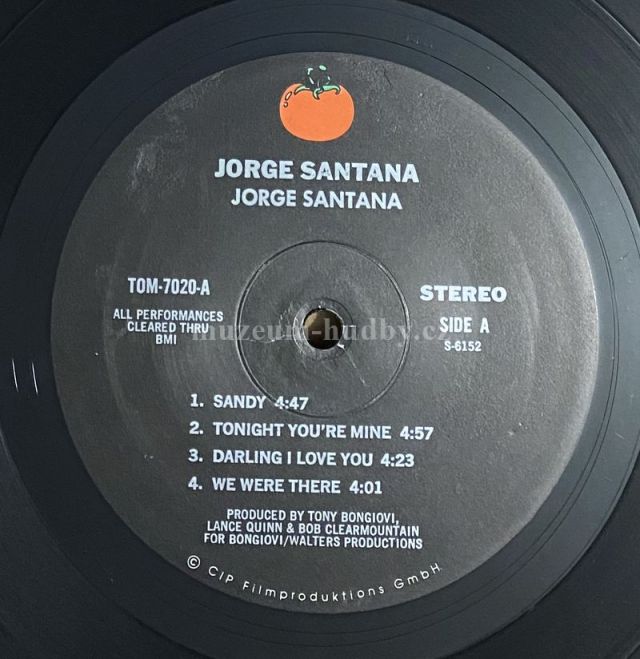 JORGE SANTANA
JORGE SANTANA
TOM-7020-A
ALL PERFORMANCES
CLEARED THRU
BMI
STEREO
SIDE A
S-6152
muzeum-hudby.cz
1. SANDY 4:47
2. TONIGHT YOU'RE MINE 4:57
3. DARLING I LOVE YOU 4:23
4. WE WERE THERE 4:01
PRODUCED BY TONY BONGIOVI,
LANCE QUINN & BOB CLEARMOUNTAIN
FOR BONGIOVI/WALTERS PRODUCTIONS
© CIP Filmproduktions GmbH